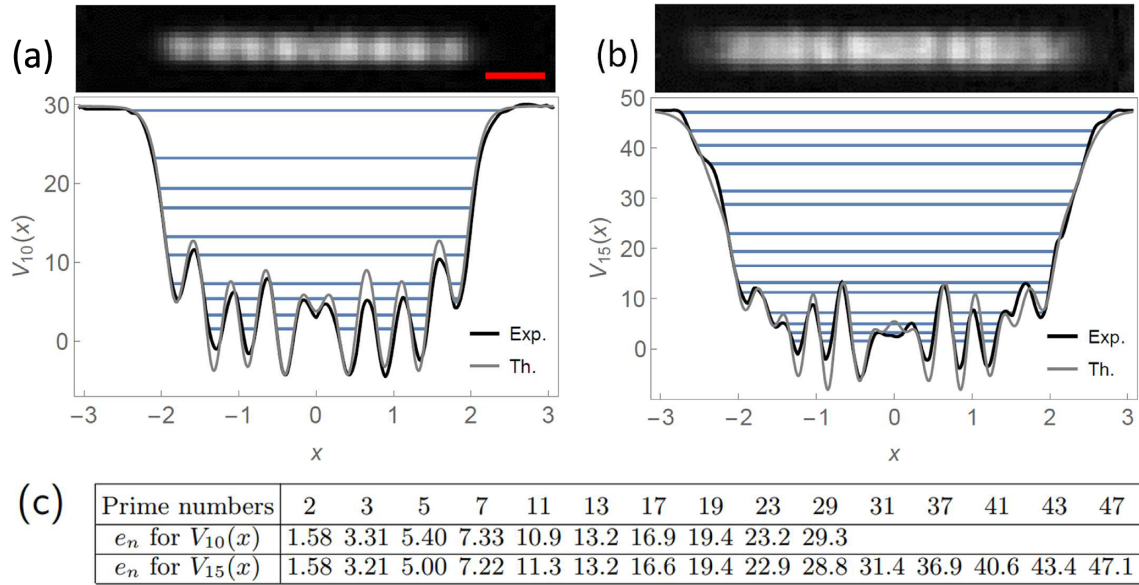 (a)
(b)
30
20
10
0
V₁₀(x)
Exp.
Th.
−3 −2 −1 0 1 2 3
x
50
40
30
20
10
0
V₁₅(x)
Exp.
Th.
−3 −2 −1 0 1 2 3
x
(c)
Prime numbers 2 3 5 7 11 13 17 19 23 29 31 37 41 43 47
eₙ for V₁₀(x) 1.58 3.31 5.40 7.33 10.9 13.2 16.9 19.4 23.2 29.3
eₙ for V₁₅(x) 1.58 3.21 5.00 7.22 11.3 13.2 16.6 19.4 22.9 28.8 31.4 36.9 40.6 43.4 47.1